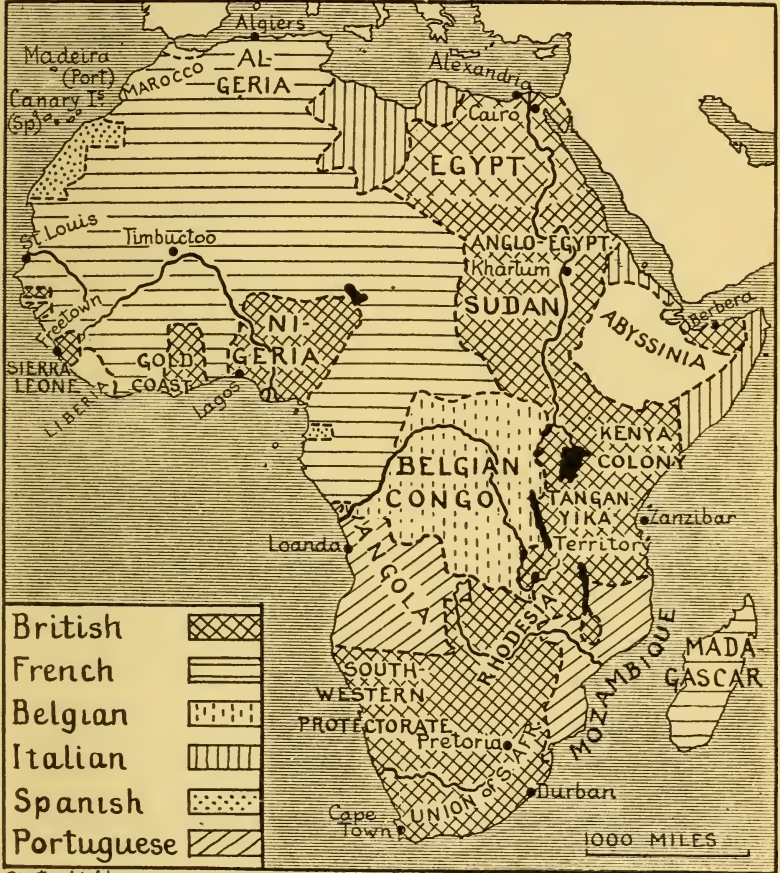 Algiers
Madeira
(Port)
MAROCCO
AL-
GERIA
Alexandria
Canary Is
(Sp)
Cairo
EGYPT
St. Louis
Timbuctoo
ANGLO-EGYPT.
Khartum
SUDAN
Freetown
NI-
GERIA
ABYSSINIA
Berbera
SIERRA
LEONE
LIBERIA
GOLD
COAST
Lagos
KENYA
COLONY
BELGIAN
CONGO
TANGAN-
YIKA
Territory
Zanzibar
Loanda
ANGOLA
RHODESIA
MOZAMBIQUE
MADA-
GASCAR
SOUTH-
WESTERN
PROTECTORATE
Pretoria
UNION of S. AFR.
Durban
Cape
Town
British
French
Belgian
Italian
Spanish
Portuguese
1000 MILES